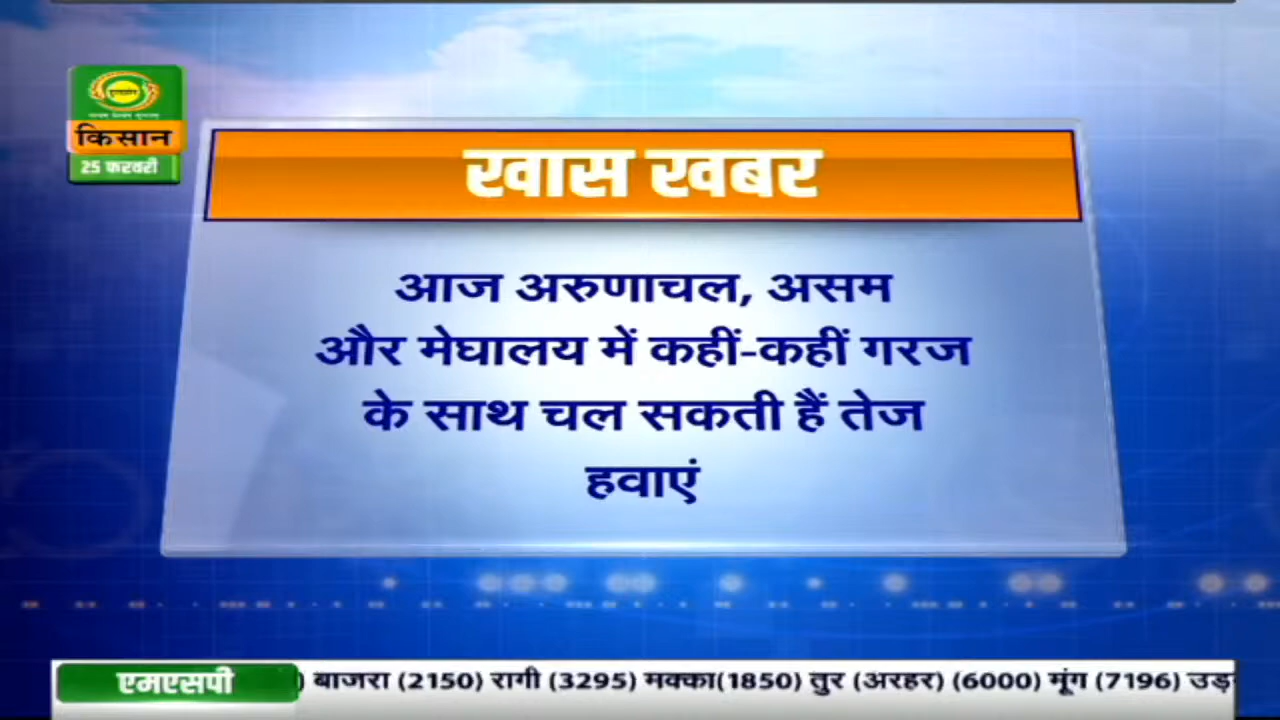 किसान
25 फरवरी
खास खबर
आज अरुणाचल, असम
और मेघालय में कहीं-कहीं गरज
के साथ चल सकती हैं तेज
हवाएं
एमएसपी
) बाजरा (2150) रागी (3295) मक्का(1850) तुर (अरहर) (6000) मूंग (7196)